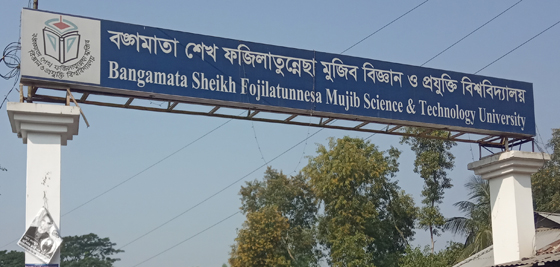 বঙ্গমাতা শেখ ফজিলাতুন্নেছা মুজিব বিজ্ঞান ও প্রযুক্তি বিশ্ববিদ্যালয়
Bangamata Sheikh Fojilatunnesa Mujib Science & Technology University